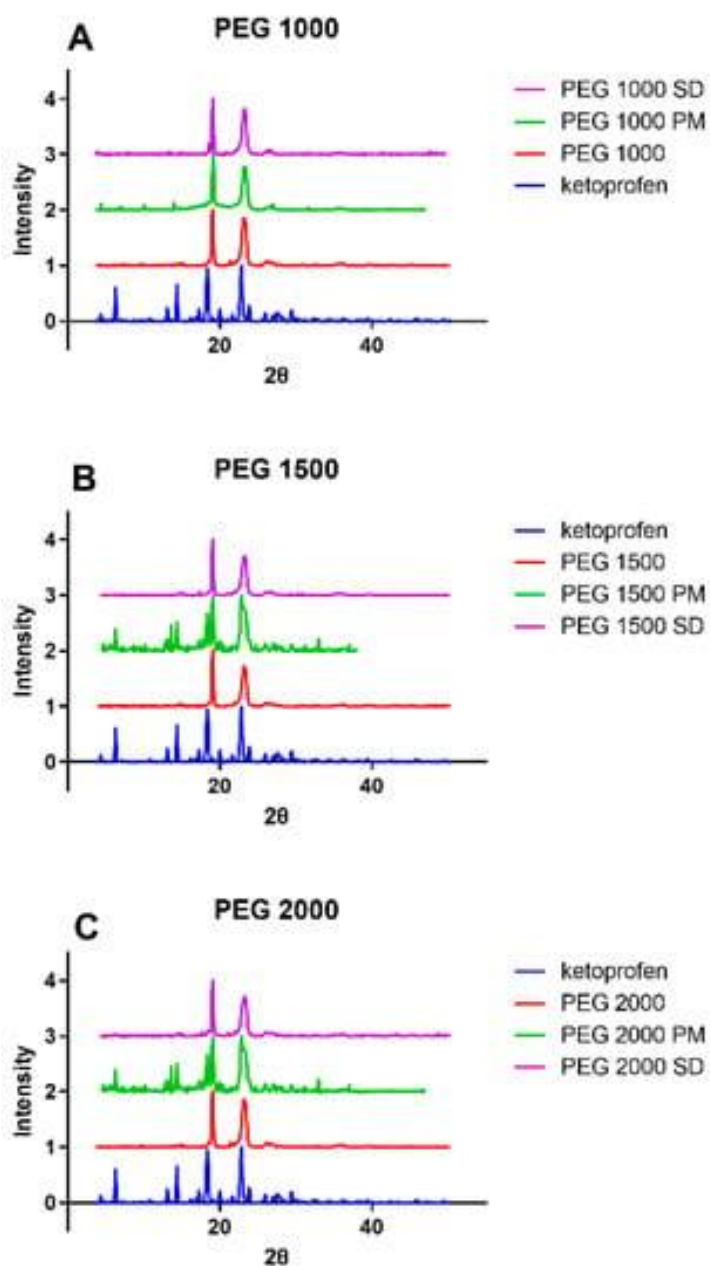 A
PEG 1000
4
3
2
1
0
Intensity
20
40
2θ
PEG 1000 SD
PEG 1000 PM
PEG 1000
ketoprofen
B
PEG 1500
4
3
2
1
0
Intensity
20
40
2θ
ketoprofen
PEG 1500
PEG 1500 PM
PEG 1500 SD
C
PEG 2000
4
3
2
1
0
Intensity
20
40
2θ
ketoprofen
PEG 2000
PEG 2000 PM
PEG 2000 SD